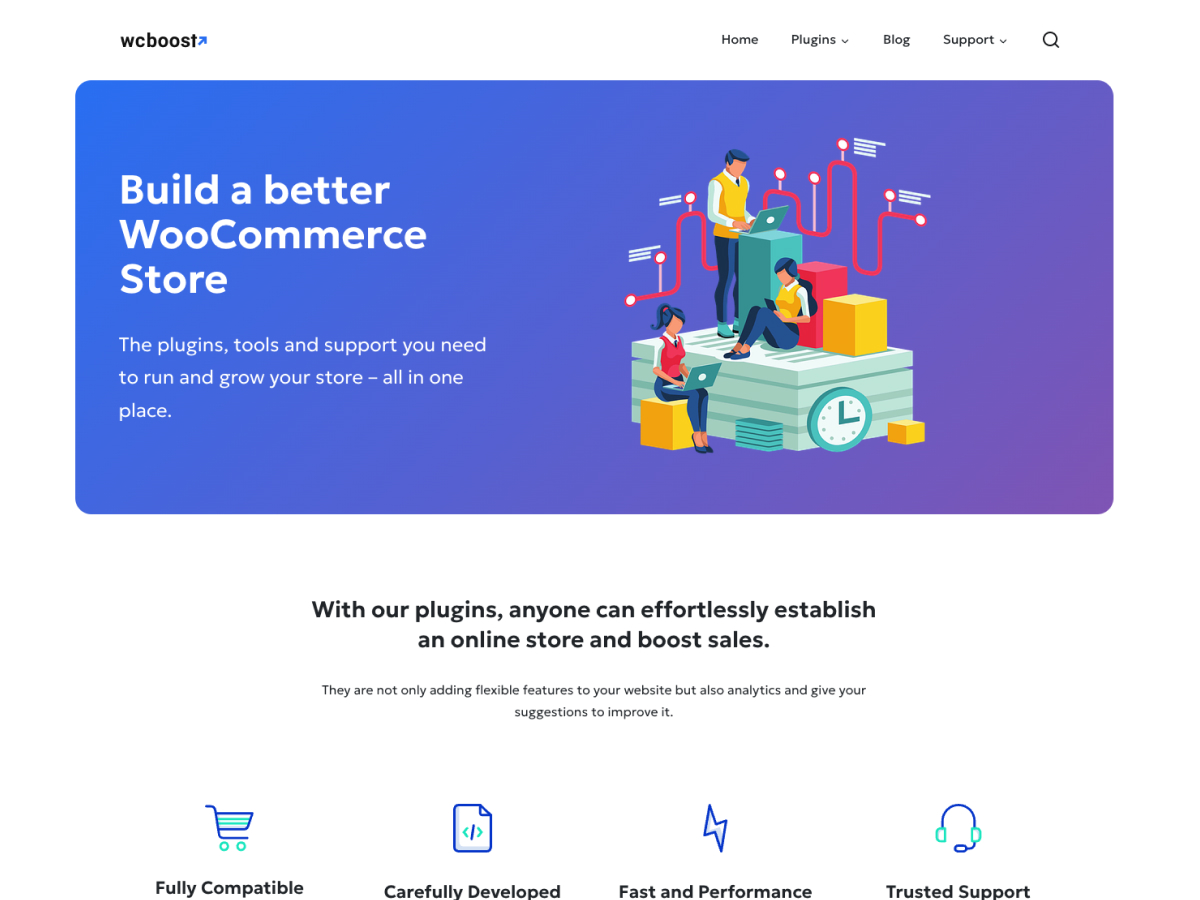 wcboost
Home
Plugins
Blog
Support
Build a better
WooCommerce
Store
The plugins, tools and support you need
to run and grow your store – all in one
place.
With our plugins, anyone can effortlessly establish
an online store and boost sales.
They are not only adding flexible features to your website but also analytics and give your
suggestions to improve it.
Fully Compatible
Carefully Developed
Fast and Performance
Trusted Support